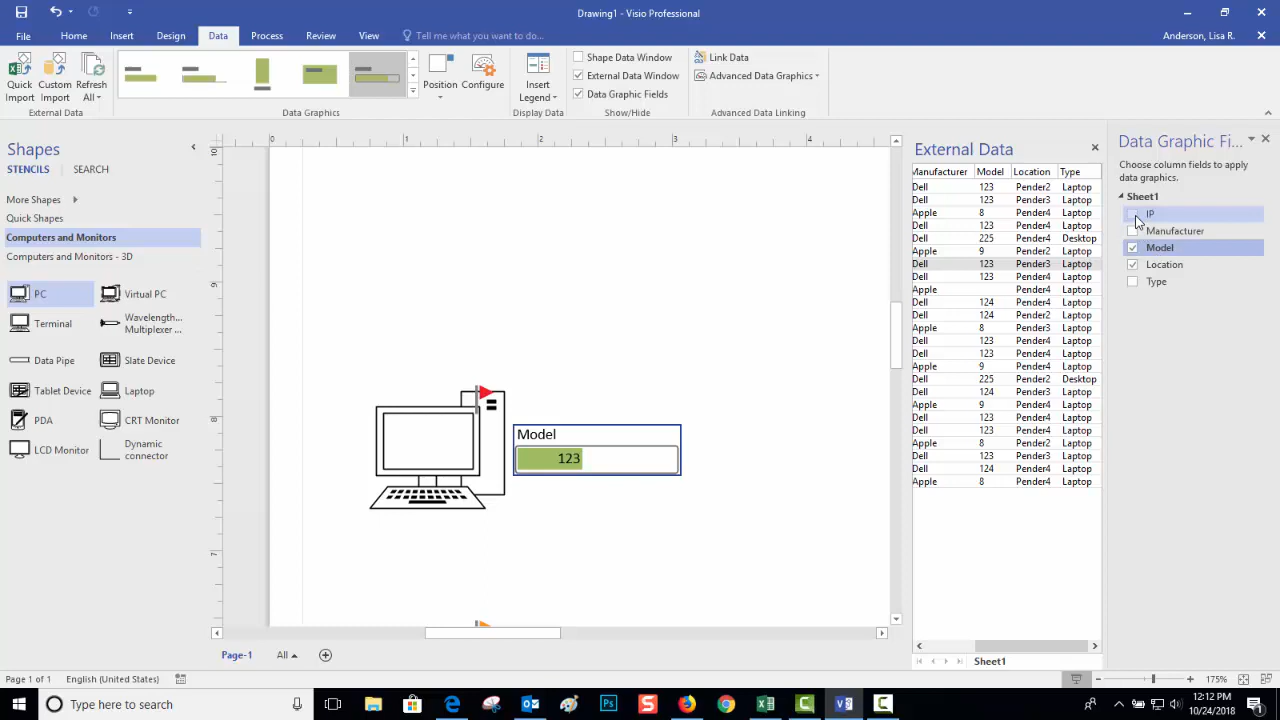 Drawing1 - Visio Professional
File Home Insert Design Data Process Review View Tell me what you want to do... Anderson, Lisa R.
Quick Import
Custom Import
Refresh All
External Data
Data Graphics
Position
Configure
Insert Legend
Display Data
Shape Data Window
External Data Window
Data Graphic Fields
Show/Hide
Link Data
Advanced Data Graphics
Advanced Data Linking
Shapes
STENCILS SEARCH
More Shapes
Quick Shapes
Computers and Monitors
Computers and Monitors - 3D
PC Virtual PC
Terminal Wavelength... Multiplexer ...
Data Pipe Slate Device
Tablet Device Laptop
PDA CRT Monitor
LCD Monitor Dynamic connector
0 1 2 3 4
10
9
8
7
Model
123
External Data
Manufacturer Model Location Type
Dell 123 Pender2 Laptop
Dell 123 Pender3 Laptop
Apple 8 Pender4 Laptop
Dell 123 Pender4 Laptop
Dell 225 Pender4 Desktop
Apple 9 Pender2 Laptop
Dell 123 Pender3 Laptop
Dell 123 Pender4 Laptop
Apple Pender4 Laptop
Dell 124 Pender4 Laptop
Dell 124 Pender2 Laptop
Apple 8 Pender3 Laptop
Dell 123 Pender4 Laptop
Dell 123 Pender4 Laptop
Apple 9 Pender4 Laptop
Dell 225 Pender2 Desktop
Dell 124 Pender3 Laptop
Apple 9 Pender4 Laptop
Dell 123 Pender4 Laptop
Dell 123 Pender4 Laptop
Apple 8 Pender2 Laptop
Dell 123 Pender3 Laptop
Dell 124 Pender4 Laptop
Apple 8 Pender4 Laptop
Sheet1
Data Graphic Fi...
Choose column fields to apply
data graphics.
Sheet1
IP
Manufacturer
Model
Location
Type
Page-1 All
Page 1 of 1 English (United States) 175%
Type here to search
12:12 PM
10/24/2018